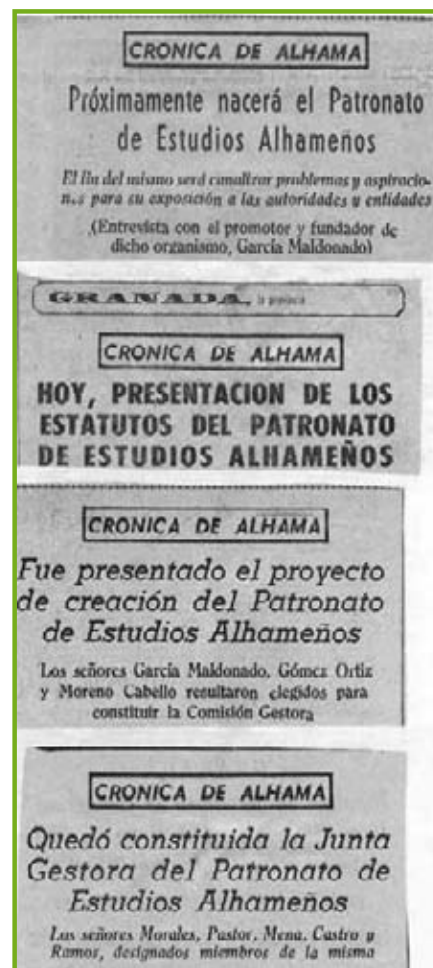 CRONICA DE ALHAMA
Próximamente nacerá el Patronato
de Estudios Alhameños
El fin del mismo será canalizar problemas y aspiracio-
nes para su exposición a las autoridades y entidades
(Entrevista con el promotor y fundador de
dicho organismo, García Maldonado)
GRANADA,
CRONICA DE ALHAMA
HOY, PRESENTACION DE LOS
ESTATUTOS DEL PATRONATO
DE ESTUDIOS ALHAMEÑOS
CRONICA DE ALHAMA
Fue presentado el proyecto
de creación del Patronato
de Estudios Alhameños
Los señores García Maldonado, Gómez Ortiz
y Moreno Cabello resultaron elegidos para
constituir la Comisión Gestora
CRONICA DE ALHAMA
Quedó constituida la Junta
Gestora del Patronato de
Estudios Alhameños
Los señores Morales, Pastor, Mena, Castro y
Ramos, designados miembros de la misma